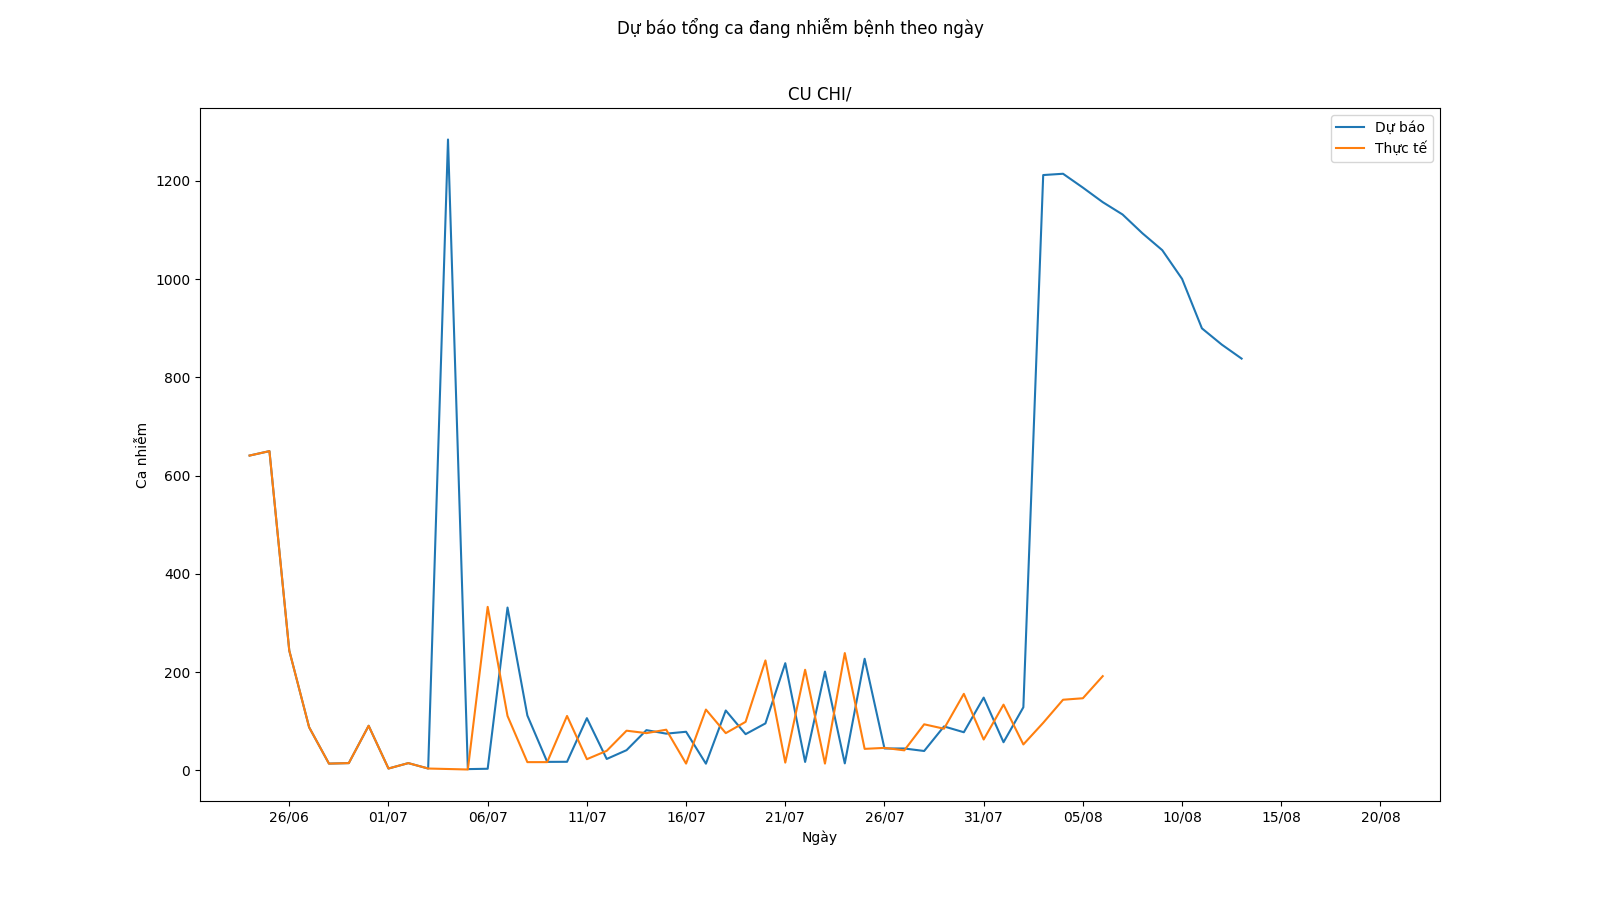 Dự báo tổng ca đang nhiễm bệnh theo ngày
CU CHI/
Dự báo
Thực tế
1200
1000
800
600
400
200
0
Ca nhiễm
26/06 01/07 06/07 11/07 16/07 21/07 26/07 31/07 05/08 10/08 15/08 20/08
Ngày